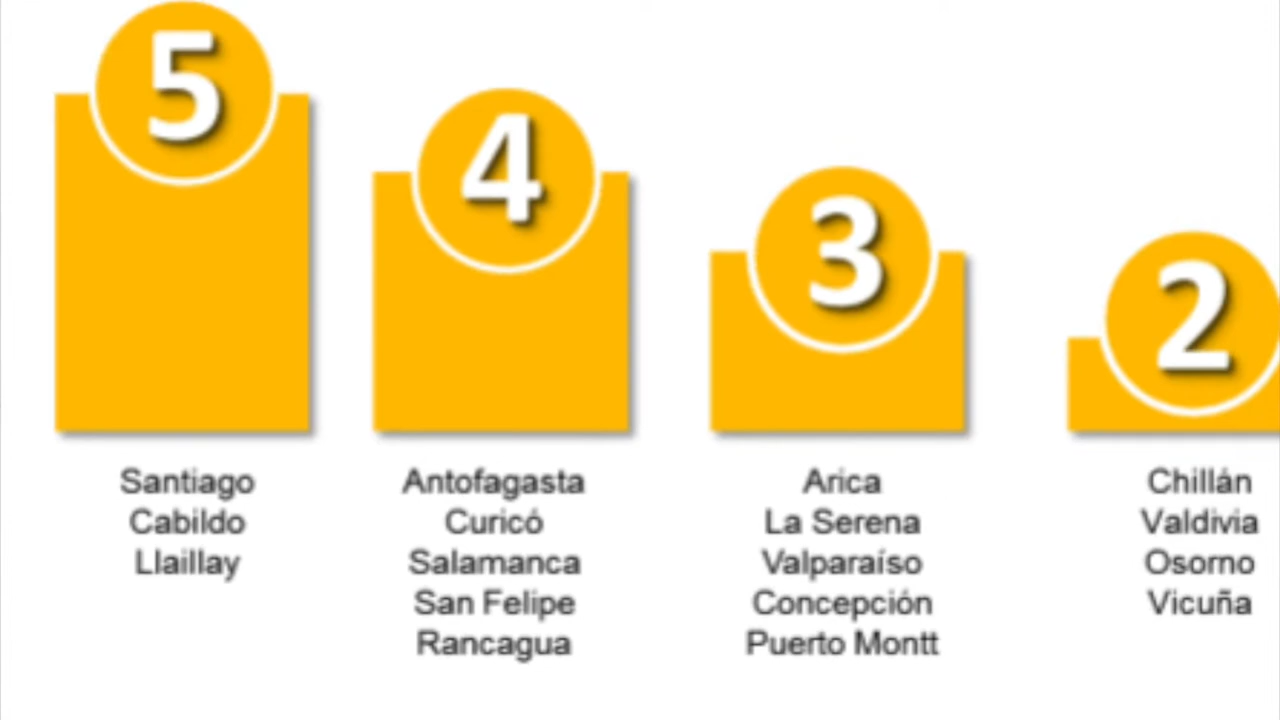 5
4
3
2
Santiago
Cabildo
Llaillay
Antofagasta
Curicó
Salamanca
San Felipe
Rancagua
Arica
La Serena
Valparaíso
Concepción
Puerto Montt
Chillán
Valdivia
Osorno
Vicuña